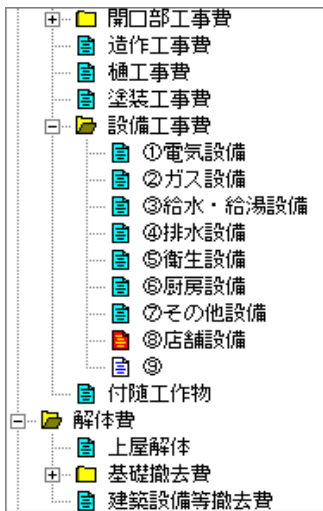 開口部工事費
造作工事費
樋工事費
塗装工事費
設備工事費
①電気設備
②ガス設備
③給水・給湯設備
④排水設備
⑤衛生設備
⑥厨房設備
⑦その他設備
⑧店舗設備
⑨
付随工作物
解体費
上屋解体
基礎撤去費
建築設備等撤去費